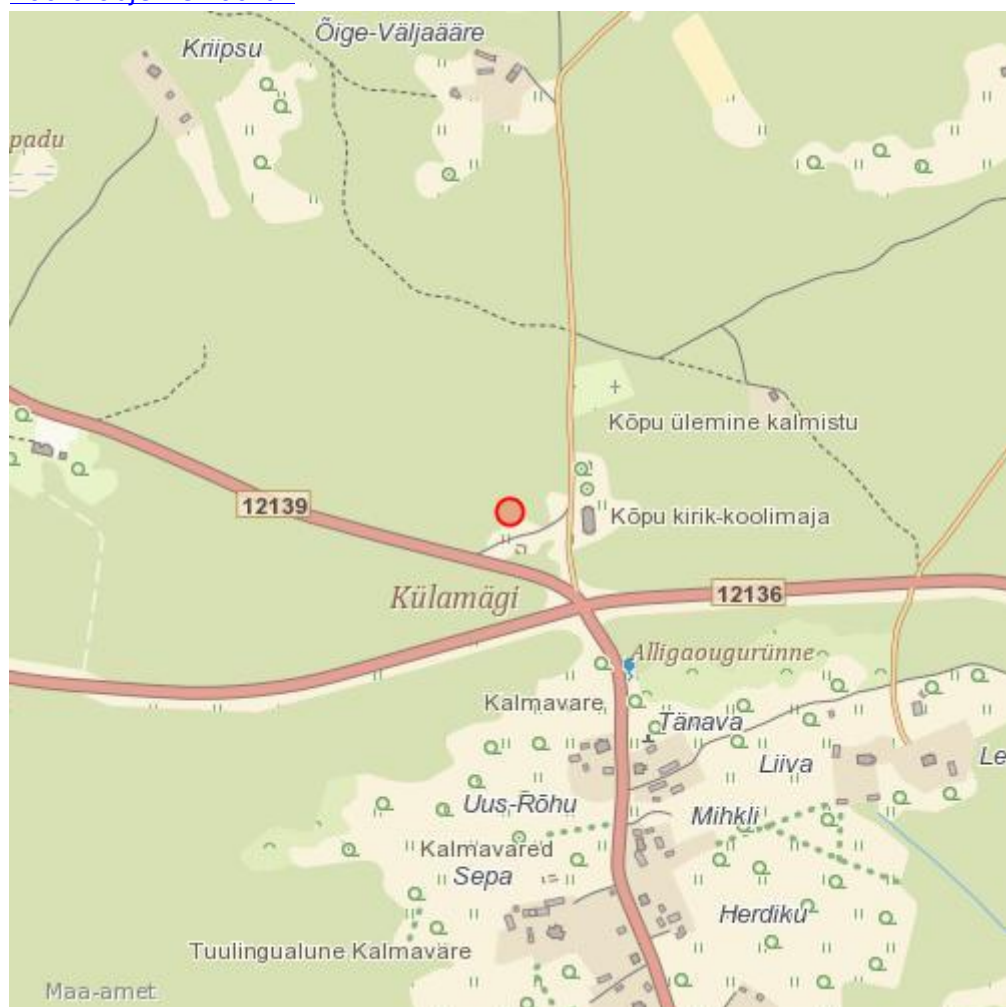 Õige-Väljaääre
Kriipsu
padu
Kõpu ülemine kalmistu
12139
Kõpu kirik-koolimaja
Külamägi
12136
Alligaougurünne
Kalmavare
Tänava
Liiva
Le
Uus-Rõhu
Mihkli
Kalmavared
Sepa
Herdiku
Tuulingualune Kalmaväre
Maa-amet